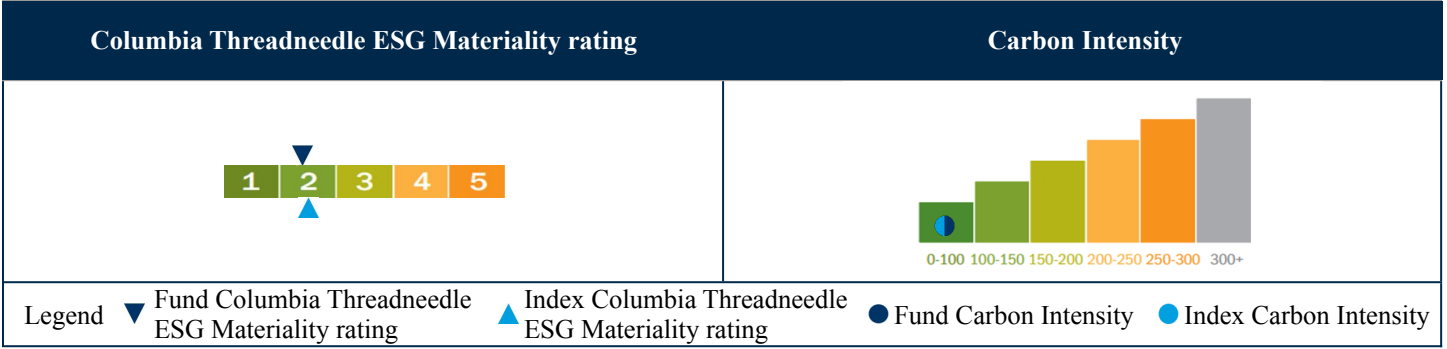 Columbia Threadneedle ESG Materiality rating
Carbon Intensity
1 2 3 4 5
0-100 100-150 150-200 200-250 250-300 300+
Legend
Fund Columbia Threadneedle
ESG Materiality rating
Index Columbia Threadneedle
ESG Materiality rating
Fund Carbon Intensity
Index Carbon Intensity